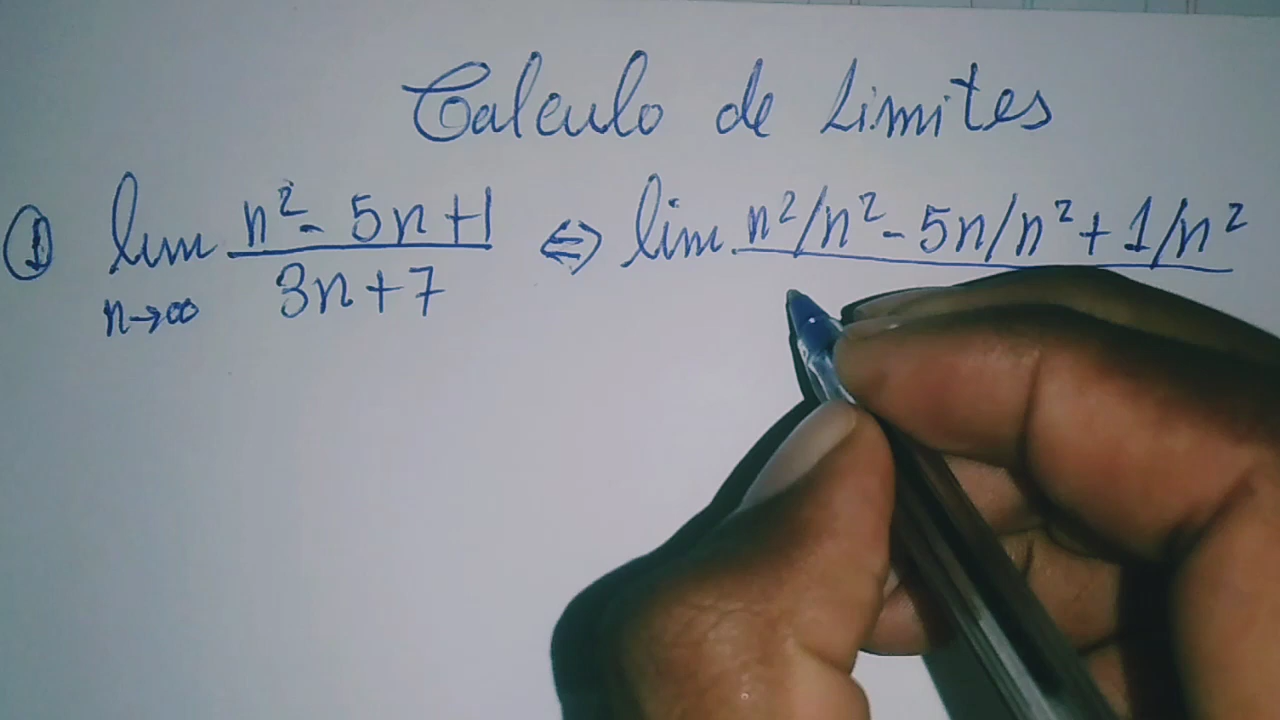 Calculo de Limites
① lim n² - 5n + 1 / 3n + 7 ⇔ lim n²/n² - 5n/n² + 1/n²
n→∞